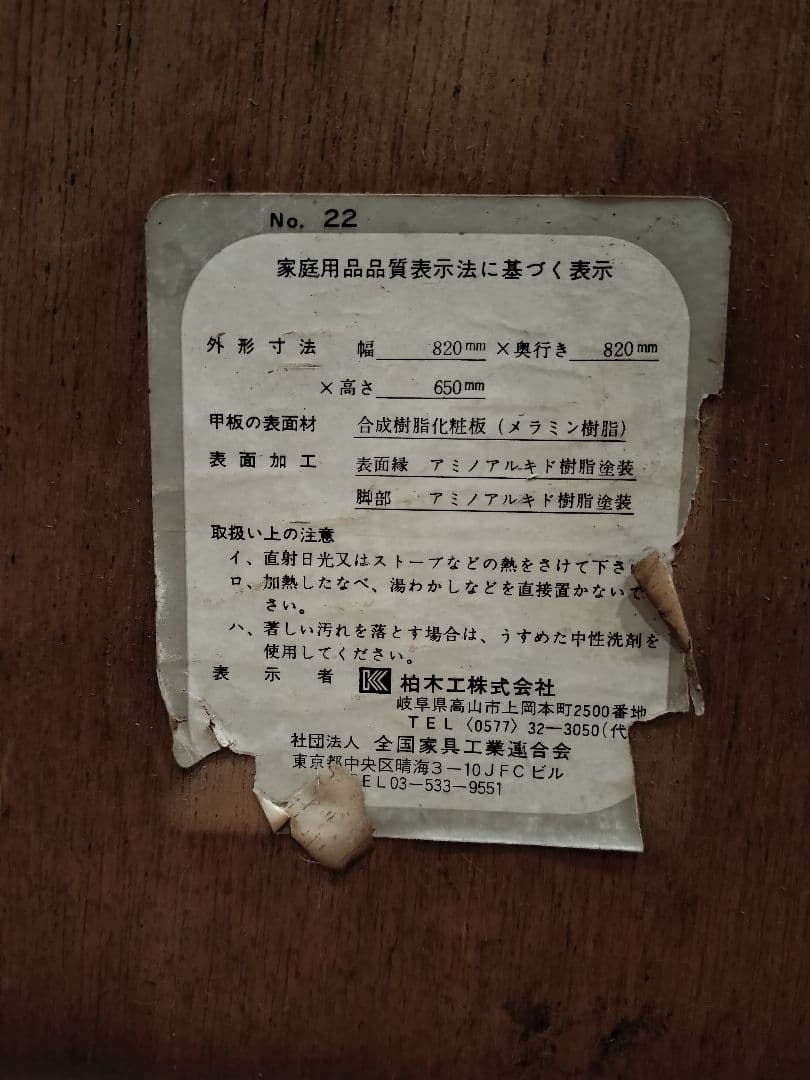 No. 22
家庭用品品質表示法に基づく表示
外形寸法 幅 820mm ×奥行き 820mm
×高さ 650mm
甲板の表面材 合成樹脂化粧板(メラミン樹脂)
表面加工 表面縁 アミノアルキド樹脂塗装
脚部 アミノアルキド樹脂塗装
取扱い上の注意
イ、直射日光又はストーブなどの熱をさけて下さ
ロ、加熱したなべ、湯わかしなどを直接置かないで
さい。
ハ、著しい汚れを落とす場合は、うすめた中性洗剤を
使用してください。
表示者 柏木工株式会社
岐阜県高山市上岡本町2500番地
TEL〈0577〉32-3050(代
社団法人 全国家具工業連合会
東京都中央区晴海3-10JFCビル
EL03-533-9551